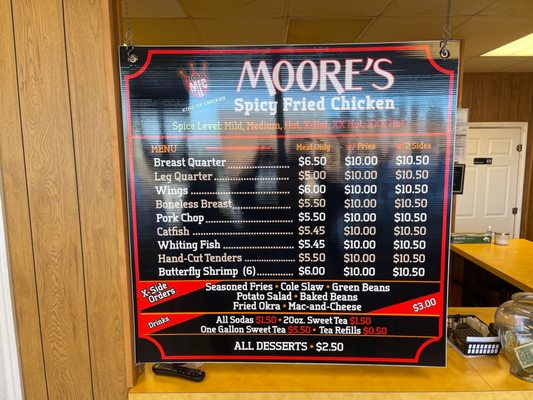 MFC
KING OF CHICKEN
MOORE'S
Spicy Fried Chicken
Spice Level: Mild, Medium, Hot, X-Hot, XX Hot, XXX Hot
MENU Meat Only w/ Fries w/2 Sides
Breast Quarter $6.50 $10.00 $10.50
Leg Quarter $5.00 $10.00 $10.50
Wings $6.00 $10.00 $10.50
Boneless Breast $5.50 $10.00 $10.50
Pork Chop $5.50 $10.00 $10.50
Catfish $5.45 $10.00 $10.50
Whiting Fish $5.45 $10.00 $10.50
Hand-Cut Tenders $5.50 $10.00 $10.50
Butterfly Shrimp (6) $6.00 $10.00 $10.50
X-Side Orders
Seasoned Fries • Cole Slaw • Green Beans
Potato Salad • Baked Beans
Fried Okra • Mac-and-Cheese
$3.00
Drinks
All Sodas $1.50 • 20oz. Sweet Tea $1.50
One Gallon Sweet Tea $5.50 • Tea Refills $0.50
ALL DESSERTS • $2.50